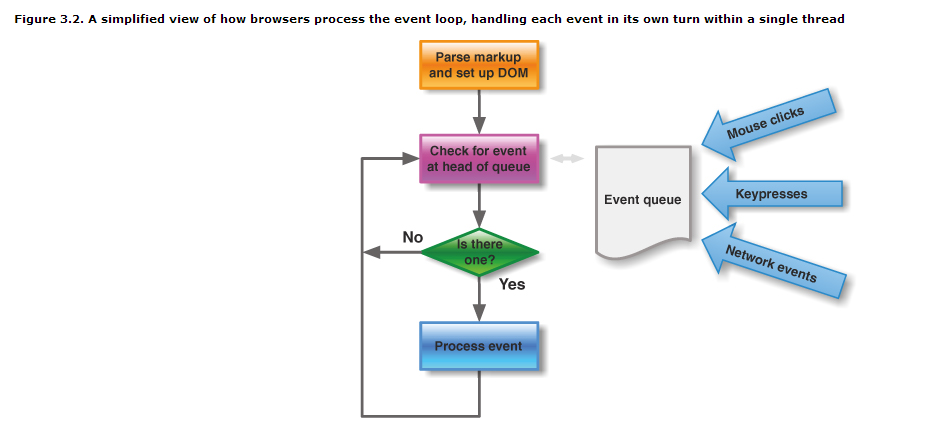 Figure 3.2. A simplified view of how browsers process the event loop, handling each event in its own turn within a single thread
Parse markup
and set up DOM
Check for event
at head of queue
Is there
one?
No
Yes
Process event
Event queue
Mouse clicks
Keypresses
Network events